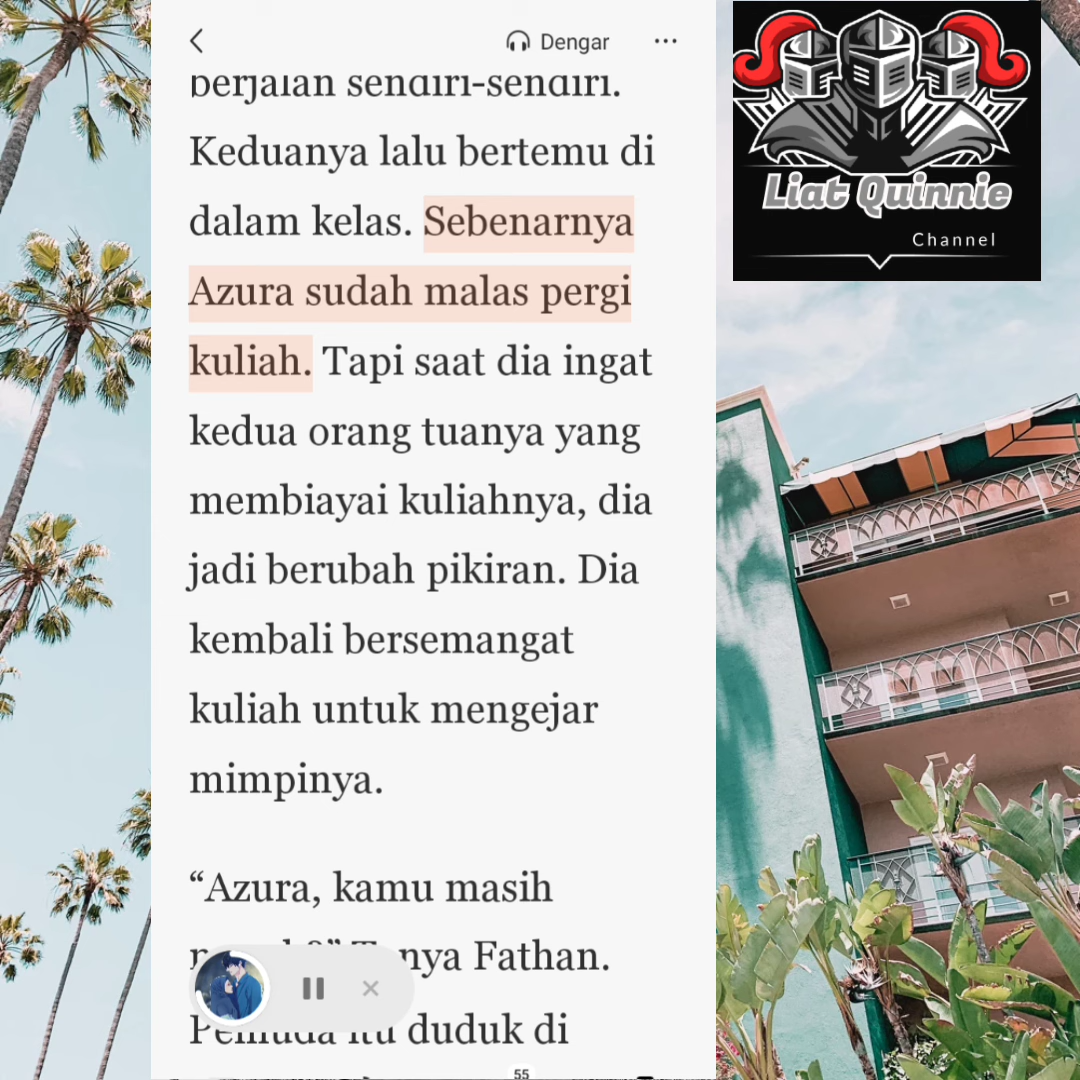 Dengar
berjalan sendiri-sendiri.
Keduanya lalu bertemu di
dalam kelas. Sebenarnya
Azura sudah malas pergi
kuliah. Tapi saat dia ingat
kedua orang tuanya yang
membiayai kuliahnya, dia
jadi berubah pikiran. Dia
kembali bersemangat
kuliah untuk mengejar
mimpinya.
“Azura, kamu masih
Fathan.
Pemuda itu duduk di
55
Liat Quinnie
Channel